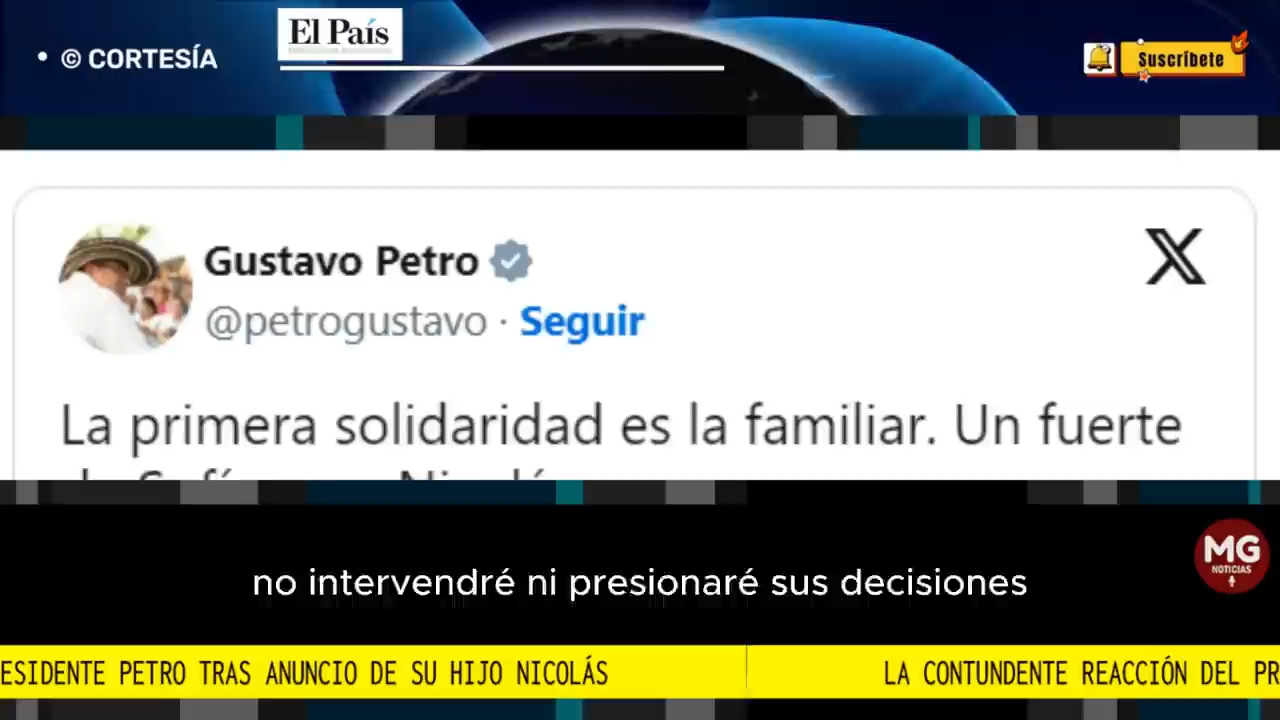 • © CORTESÍA
El País
Suscríbete
Gustavo Petro
X
@petrogustavo · Seguir
La primera solidaridad es la familiar. Un fuerte
no intervendré ni presionaré sus decisiones
MG
NOTICIAS
ESIDENTE PETRO TRAS ANUNCIO DE SU HIJO NICOLÁS
LA CONTUNDENTE REACCIÓN DEL PR